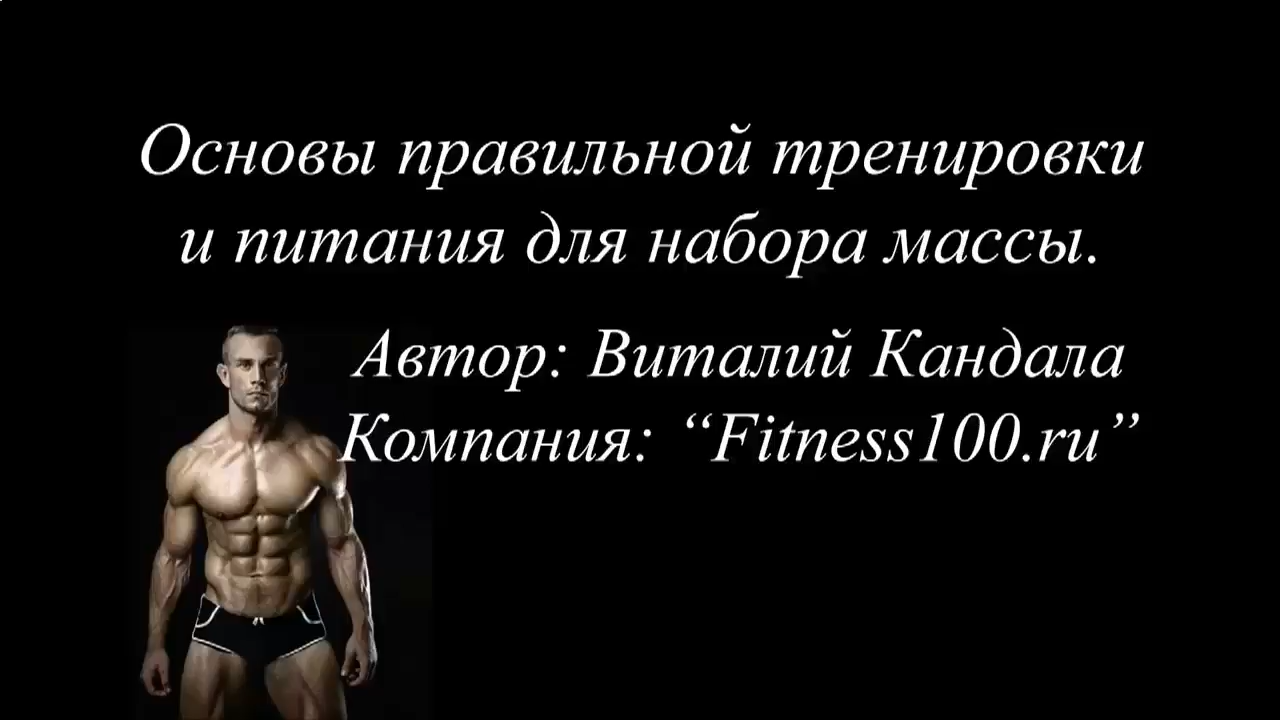 Основы правильной тренировки
и питания для набора массы.
Автор: Виталий Кандала
Компания: “Fitness100.ru”